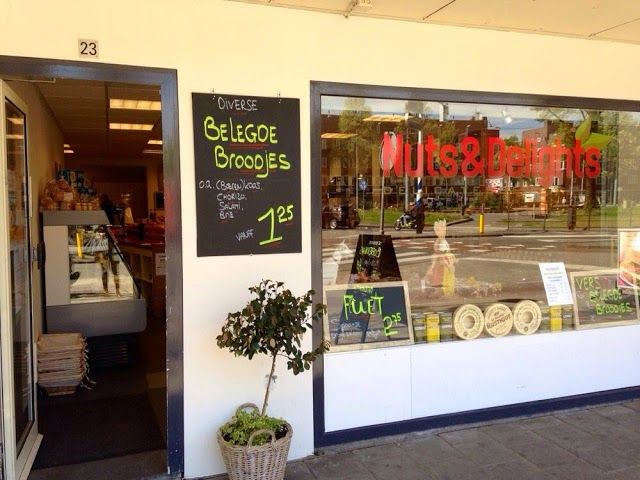 23
DIVERSE
BELEGDE
BROODJES
O.A. (BOEREN)KAAS,
CHORIZO,
SALAMI,
BRIE
VANAF 1 25
Nuts&Delights
FILET
2.75
VERS
BELEGDE
BROODJES